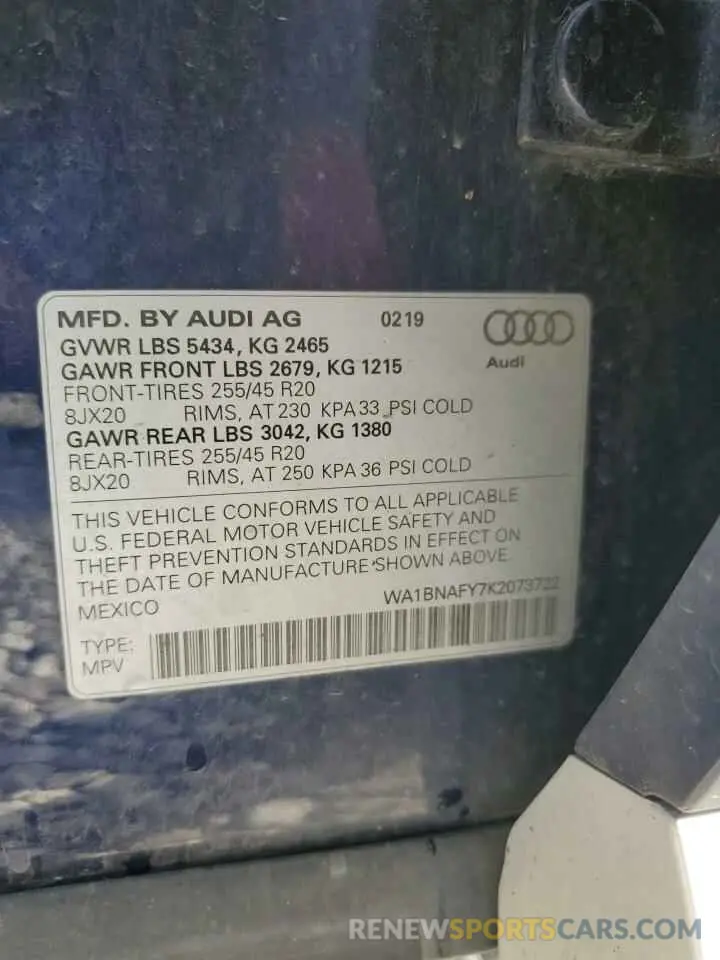 MFD. BY AUDI AG 0219
GVWR LBS 5434, KG 2465
Audi
GAWR FRONT LBS 2679, KG 1215
FRONT-TIRES 255/45 R20
8JX20 RIMS, AT 230 KPA 33 PSI COLD
GAWR REAR LBS 3042, KG 1380
REAR-TIRES 255/45 R20
8JX20 RIMS, AT 250 KPA 36 PSI COLD
THIS VEHICLE CONFORMS TO ALL APPLICABLE
U.S. FEDERAL MOTOR VEHICLE SAFETY AND
THEFT PREVENTION STANDARDS IN EFFECT ON
THE DATE OF MANUFACTURE SHOWN ABOVE
MEXICO WA1BNAFY7K2073722
TYPE:
MPV
RENEWSPORTSCARS.COM